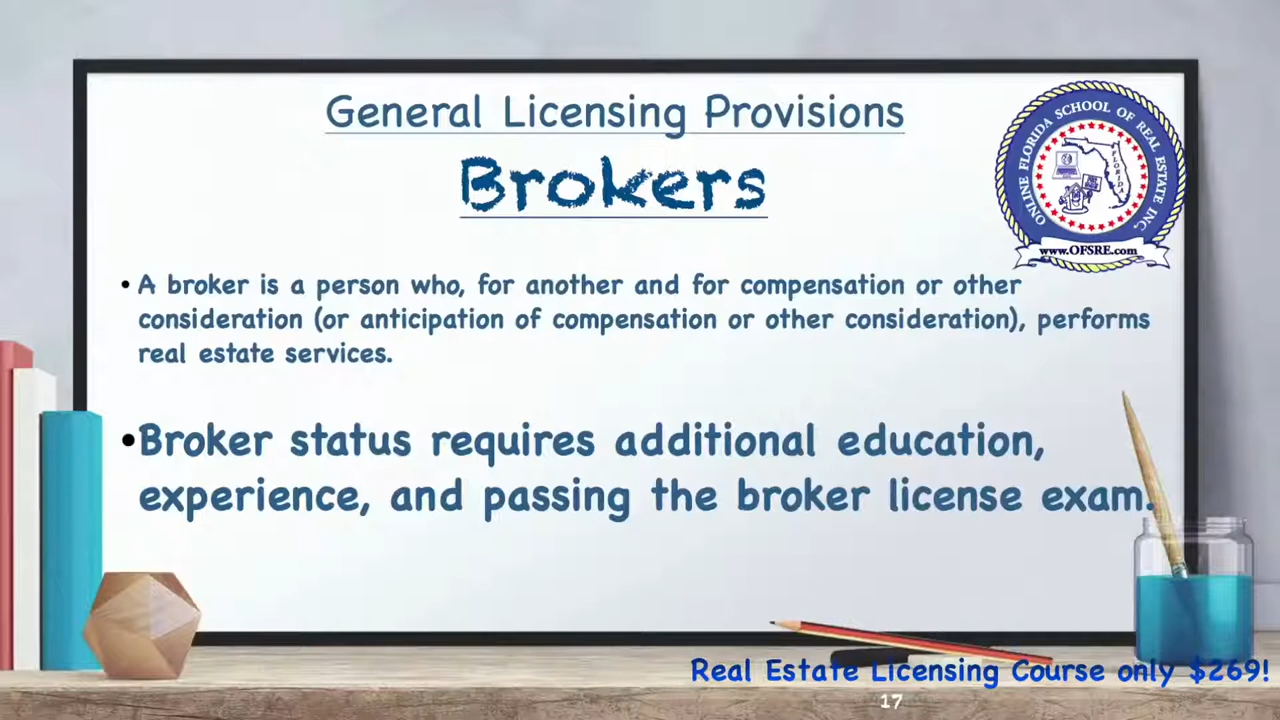 General Licensing Provisions
Brokers
ONLINE FLORIDA SCHOOL OF REAL ESTATE INC.
FLORIDA
www.OFSRE.com
• A broker is a person who, for another and for compensation or other
consideration (or anticipation of compensation or other consideration), performs
real estate services.
•Broker status requires additional education,
experience, and passing the broker license exam.
Real Estate Licensing Course only $269!
17